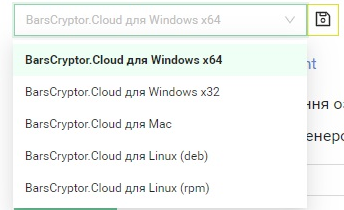 BarsCryptor.Cloud для Windows x64
BarsCryptor.Cloud для Windows x64
BarsCryptor.Cloud для Windows x32
BarsCryptor.Cloud для Mac
BarsCryptor.Cloud для Linux (deb)
BarsCryptor.Cloud для Linux (rpm)